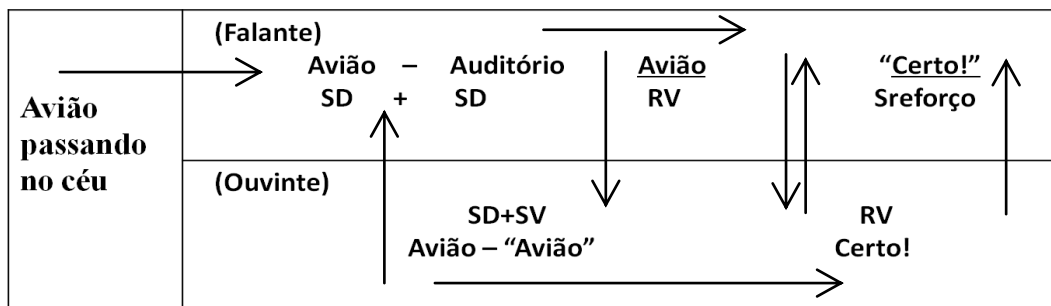 Avião
passando
no céu
(Falante)
Avião – Auditório Avião "Certo!"
SD + SD RV Sreforço
(Ouvinte)
SD+SV RV
Avião – “Avião” Certo!